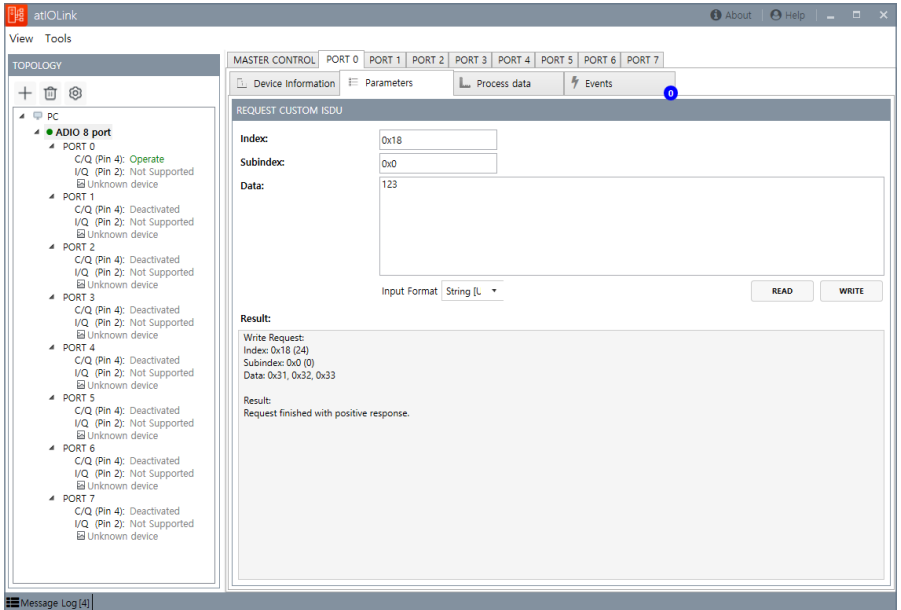 atIOLink
About
Help
View Tools
TOPOLOGY
PC
ADIO 8 port
PORT 0
C/Q (Pin 4): Operate
I/Q (Pin 2): Not Supported
Unknown device
PORT 1
C/Q (Pin 4): Deactivated
I/Q (Pin 2): Not Supported
Unknown device
PORT 2
C/Q (Pin 4): Deactivated
I/Q (Pin 2): Not Supported
Unknown device
PORT 3
C/Q (Pin 4): Deactivated
I/Q (Pin 2): Not Supported
Unknown device
PORT 4
C/Q (Pin 4): Deactivated
I/Q (Pin 2): Not Supported
Unknown device
PORT 5
C/Q (Pin 4): Deactivated
I/Q (Pin 2): Not Supported
Unknown device
PORT 6
C/Q (Pin 4): Deactivated
I/Q (Pin 2): Not Supported
Unknown device
PORT 7
C/Q (Pin 4): Deactivated
I/Q (Pin 2): Not Supported
Unknown device
MASTER CONTROL PORT 0 PORT 1 PORT 2 PORT 3 PORT 4 PORT 5 PORT 6 PORT 7
Device Information Parameters Process data Events 0
REQUEST CUSTOM ISDU
Index: 0x18
Subindex: 0x0
Data: 123
Input Format String [U
READ WRITE
Result:
Write Request:
Index: 0x18 (24)
Subindex: 0x0 (0)
Data: 0x31, 0x32, 0x33
Result:
Request finished with positive response.
Message Log [4]